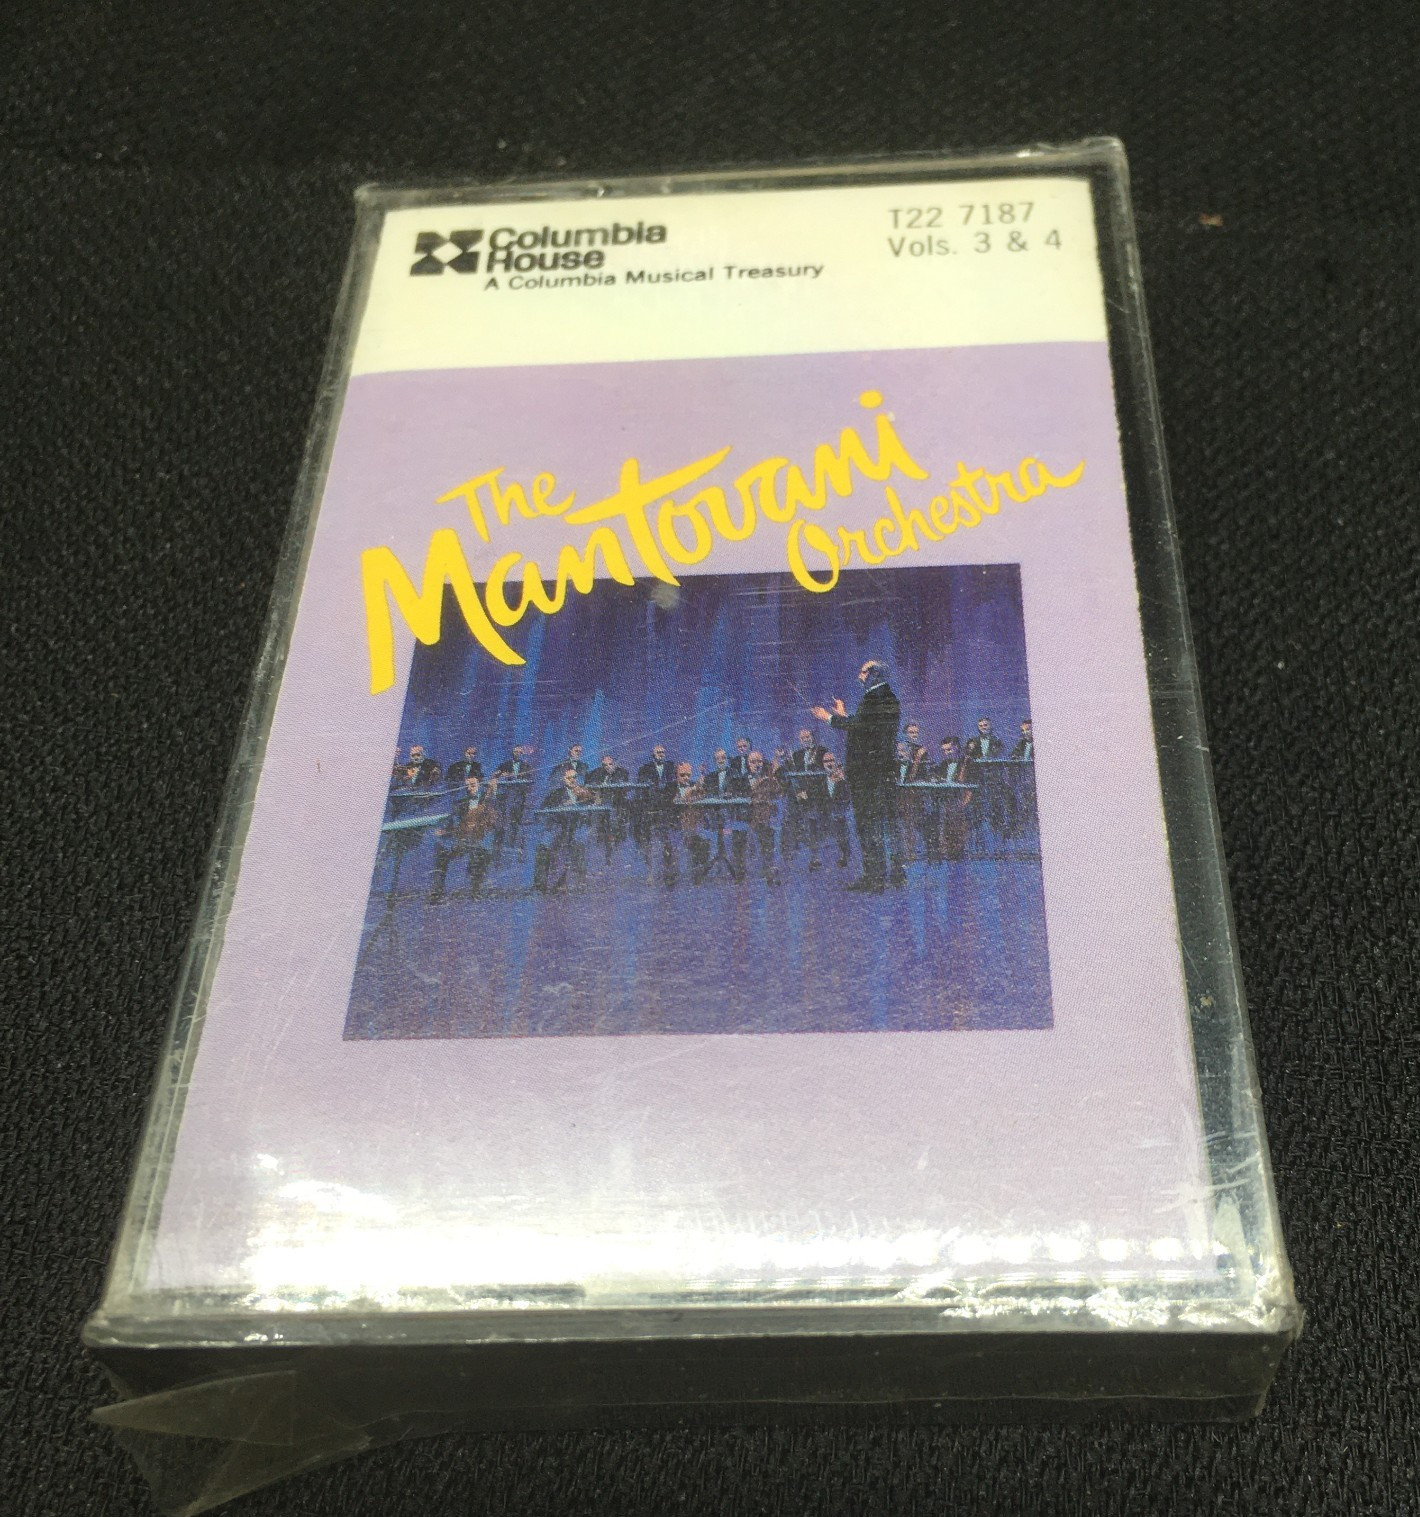 Columbia
House
A Columbia Musical Treasury
T22 7187
Vols. 3 & 4
The
Mantovani
Orchestra